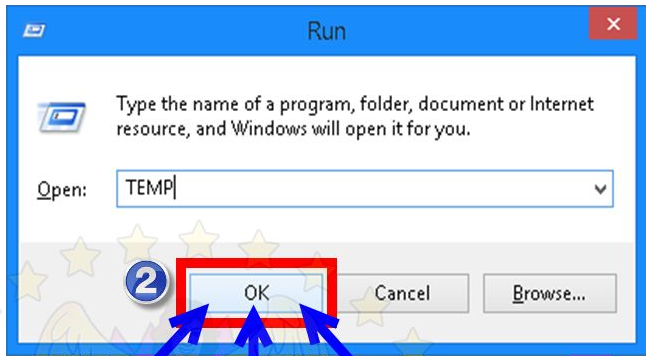 Run
Type the name of a program, folder, document or Internet
resource, and Windows will open it for you.
Open: TEMP
2
OK Cancel Browse...